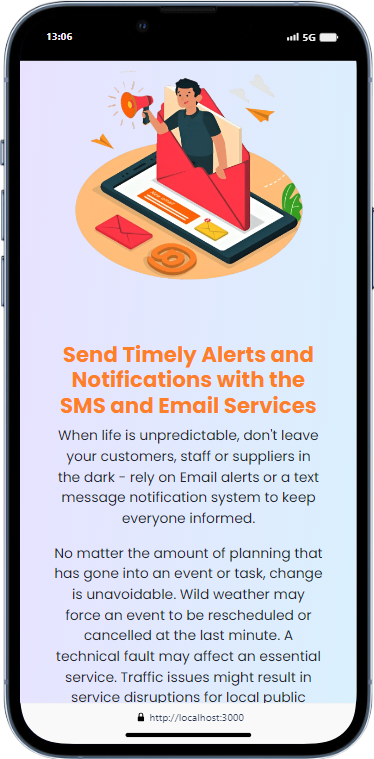 13:06
5G
Send Timely Alerts and
Notifications with the
SMS and Email Services
When life is unpredictable, don't leave
your customers, staff or suppliers in
the dark - rely on Email alerts or a text
message notification system to keep
everyone informed.
No matter the amount of planning that
has gone into an event or task, change
is unavoidable. Wild weather may
force an event to be rescheduled or
cancelled at the last minute. A
technical fault may affect an essential
service. Traffic issues might result in
service disruptions for local public
http://localhost:3000